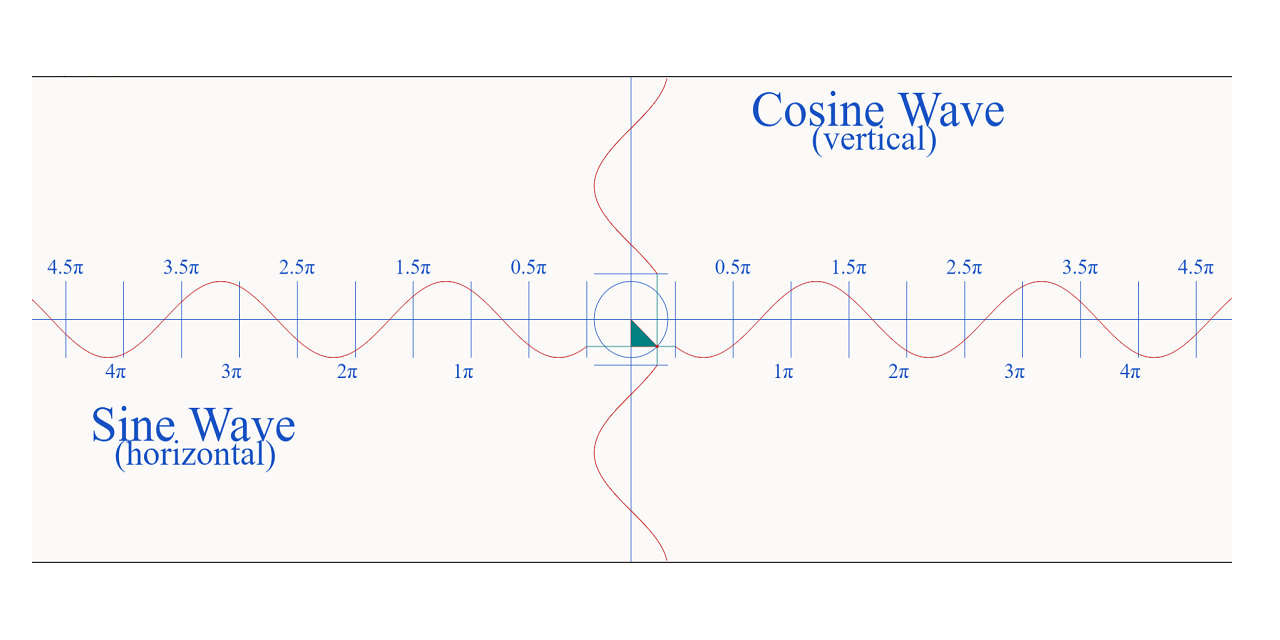 Cosine Wave
(vertical)
4.5π 3.5π 2.5π 1.5π 0.5π 0.5π 1.5π 2.5π 3.5π 4.5π
4π 3π 2π 1π 1π 2π 3π 4π
Sine Wave
(horizontal)